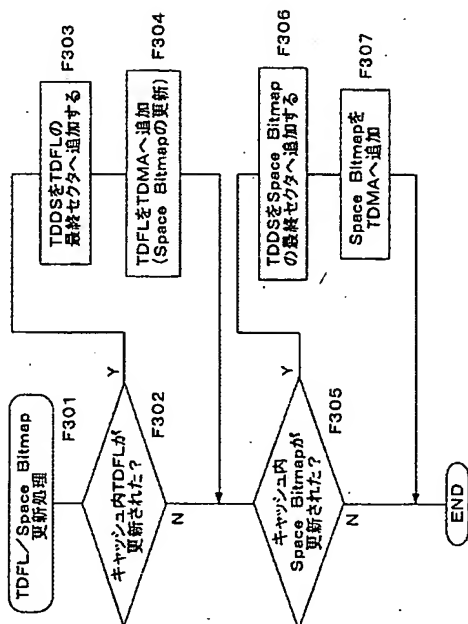 TDFL／Space Bitmap
更新処理
F301
キャッシュ内TDFLが
更新された?
F302
Y
N
TDDSをTDFLの
最終セクタへ追加する
F303
TDFLをTDMAへ追加
(Space Bitmapの更新)
F304
キャッシュ内
Space Bitmapが
更新された?
F305
Y
N
TDDSをSpace Bitmap
の最終セクタへ追加する
F306
Space Bitmapを
TDMAへ追加
F307
END